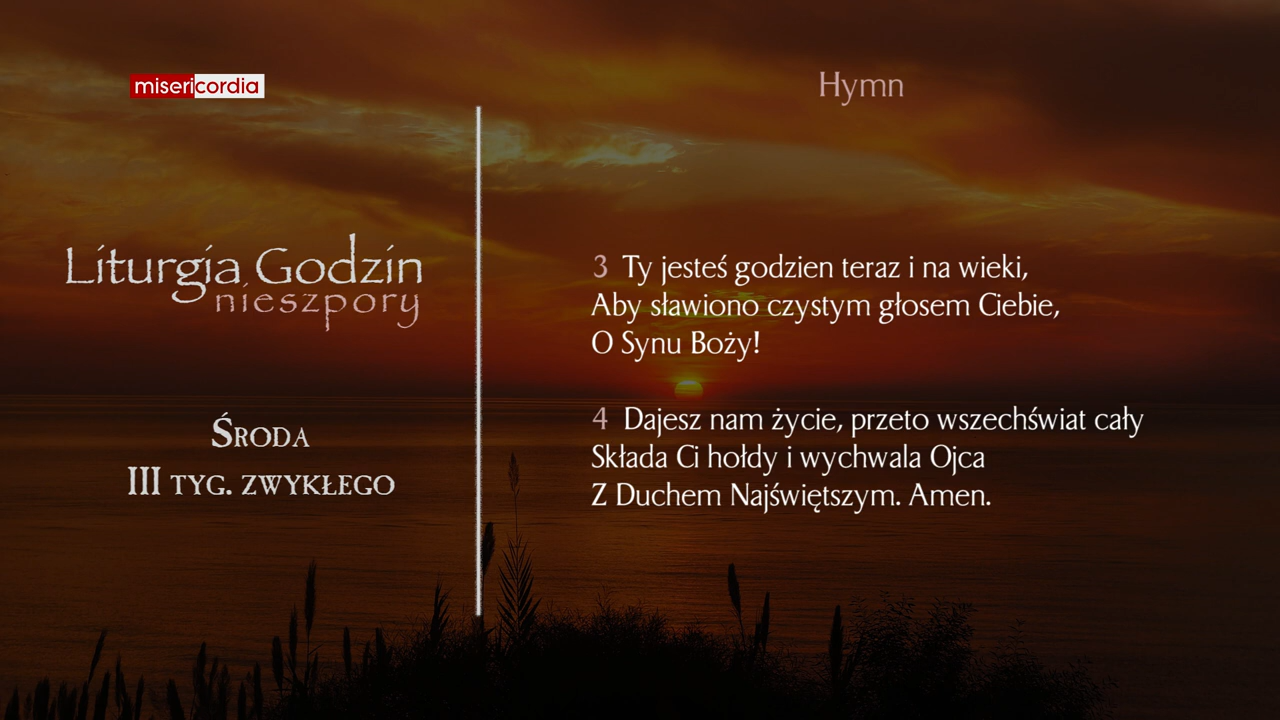 misericordia
Liturgia Godzin
nieszpory
Środa
III tyg. zwykłego
Hymn
3 Ty jesteś godzien teraz i na wieki,
Aby sławiono czystym głosem Ciebie,
O Synu Boży!
4 Dajesz nam życie, przeto wszechświat cały
Składa Ci hołdy i wychwala Ojca
Z Duchem Najświętszym. Amen.